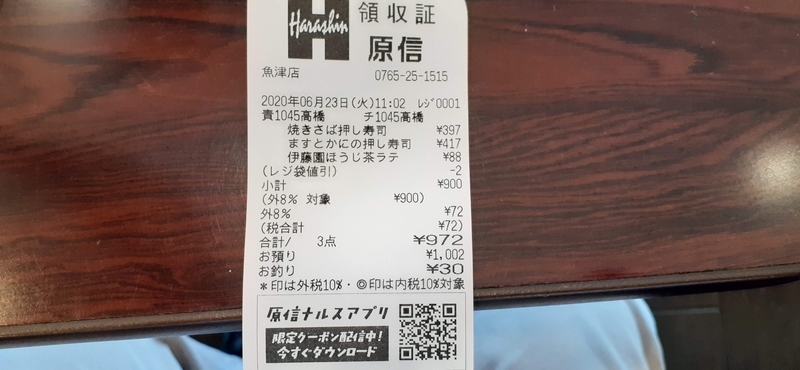 Harashin
領収証
原信
魚津店 0765-25-1515
2020年06月23日(火)11:02 レジ0001
責1045高橋 チ1045高橋
焼きさば押し寿司 ¥397
ますとかにの押し寿司 ¥417
伊藤園ほうじ茶ラテ ¥88
(レジ袋値引) -2
小計 ¥900
(外8% 対象 ¥900)
外8% ¥72
(税合計 ¥72)
合計/ 3点 ¥972
お預り ¥1,002
お釣り ¥30
*印は外税10%・◎印は内税10%対象
原信ナルスアプリ
限定クーポン配信中!
今すぐダウンロード